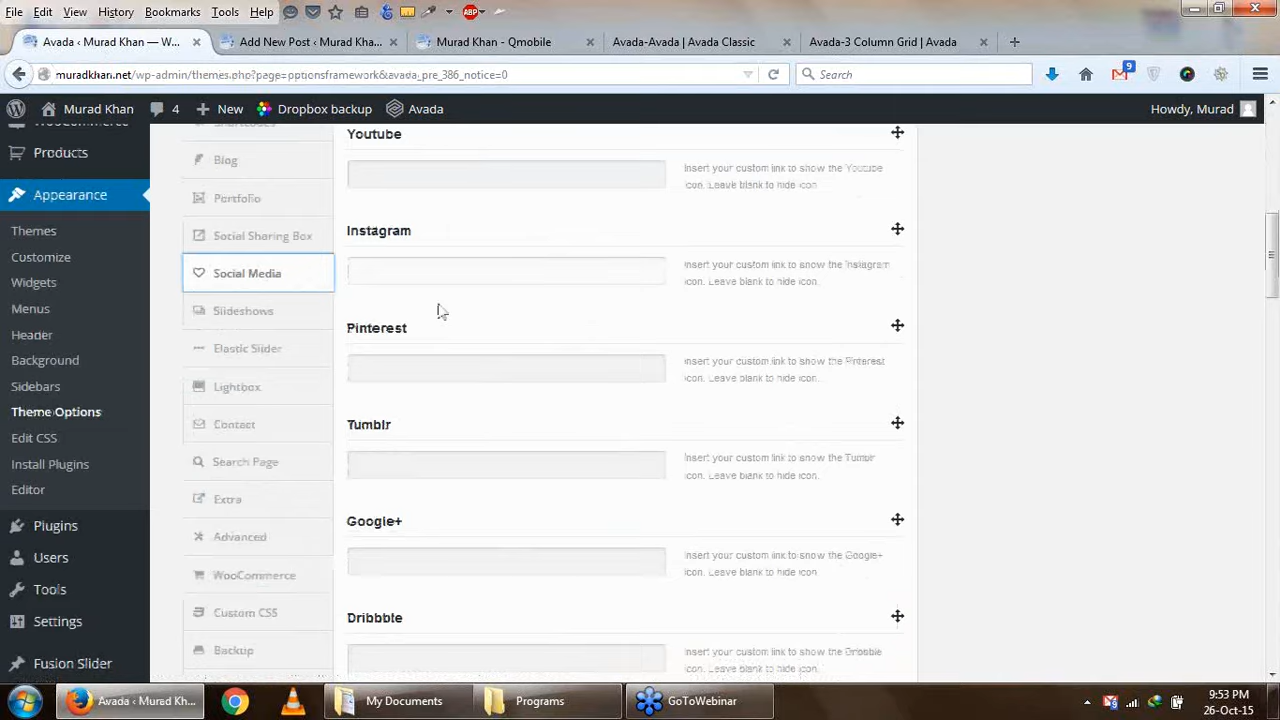 File Edit View History Bookmarks Tools Help
Avada ‹ Murad Khan — W...
Add New Post ‹ Murad Khan...
Murad Khan - Qmobile
Avada-Avada | Avada Classic
Avada-3 Column Grid | Avada
muradkhan.net/wp-admin/themes.php?page=optionsframework&avada_pre_386_notice=0
Search
9
ABP
Murad Khan
4
New
Dropbox backup
Avada
Howdy, Murad
WooCommerce
Products
Appearance
Themes
Customize
Widgets
Menus
Header
Background
Sidebars
Theme Options
Edit CSS
Install Plugins
Editor
Plugins
Users
Tools
Settings
Fusion Slider
Shortcodes
Blog
Portfolio
Social Sharing Box
Social Media
Slideshows
Elastic Slider
Lightbox
Contact
Search Page
Extra
Advanced
WooCommerce
Custom CSS
Backup
Youtube
Insert your custom link to show the Youtube
icon. Leave blank to hide icon.
Instagram
Insert your custom link to show the Instagram
icon. Leave blank to hide icon.
Pinterest
Insert your custom link to show the Pinterest
icon. Leave blank to hide icon.
Tumblr
Insert your custom link to show the Tumblr
icon. Leave blank to hide icon.
Google+
Insert your custom link to show the Google+
icon. Leave blank to hide icon.
Dribbble
Insert your custom link to show the Dribbble
icon. Leave blank to hide icon.
Avada ‹ Murad Kh...
My Documents
Programs
GoToWebinar
9:53 PM
26-Oct-15